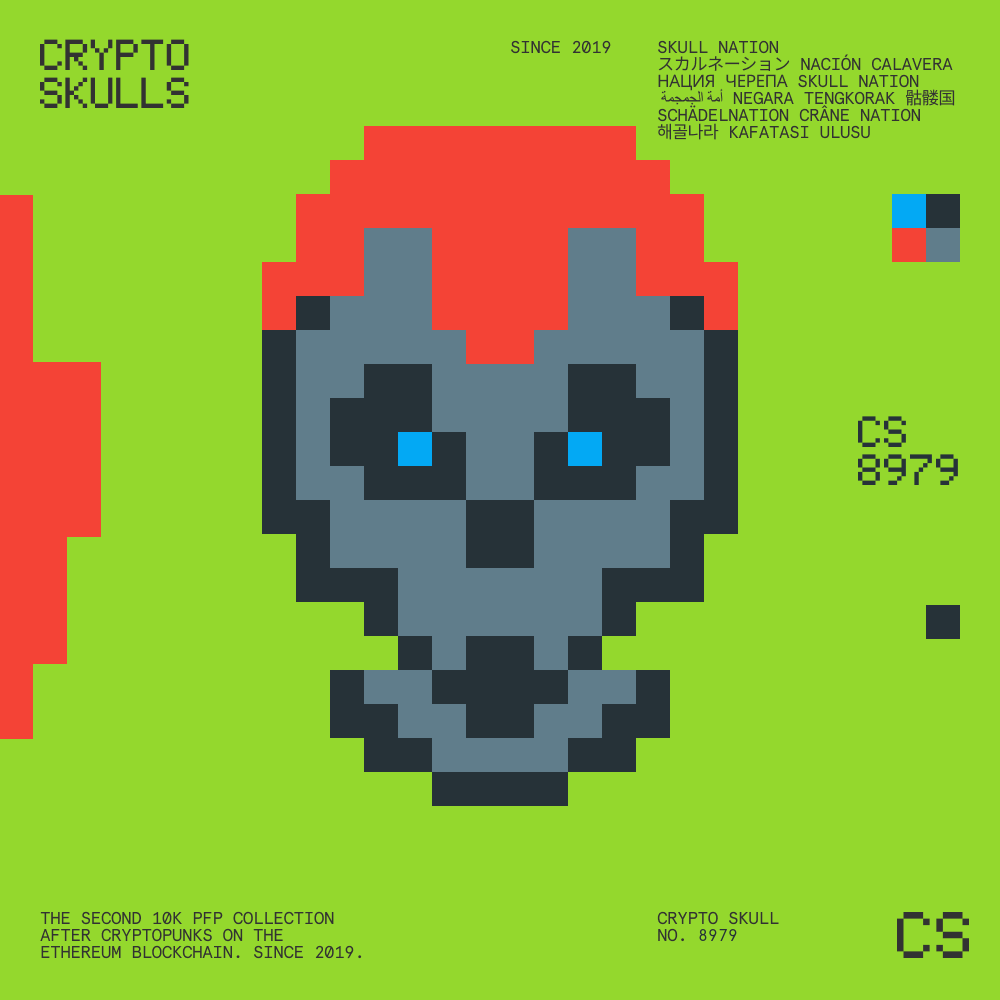 CRYPTO
SKULLS
SINCE 2019
SKULL NATION
スカルネーション NACIÓN CALAVERA
НАЦИЯ ЧЕРЕПА SKULL NATION
أمة الجمجمة NEGARA TENGKORAK 骷髅国
SCHÄDELNATION CRÂNE NATION
해골나라 KAFATASI ULUSU
CS
8979
THE SECOND 10K PFP COLLECTION
AFTER CRYPTOPUNKS ON THE
ETHEREUM BLOCKCHAIN. SINCE 2019.
CRYPTO SKULL
NO. 8979
CS